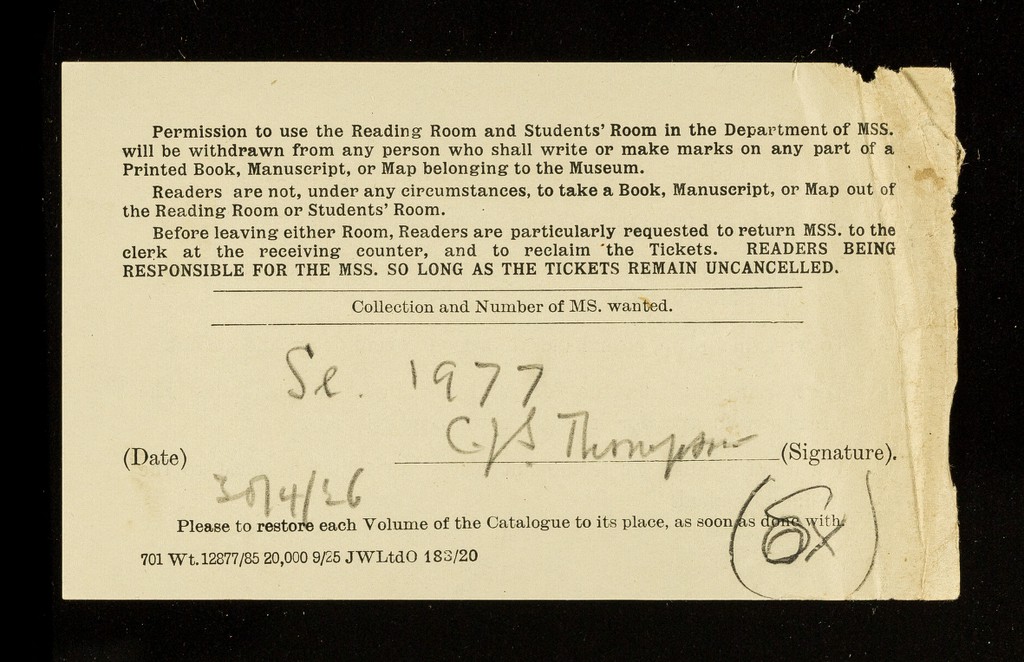 Permission to use the Reading Room and Students' Room in the Department of MSS.
will be withdrawn from any person who shall write or make marks on any part of a
Printed Book, Manuscript, or Map belonging to the Museum.
Readers are not, under any circumstances, to take a Book, Manuscript, or Map out of
the Reading Room or Students' Room.
Before leaving either Room, Readers are particularly requested to return MSS. to the
clerk at the receiving counter, and to reclaim the Tickets. READERS BEING
RESPONSIBLE FOR THE MSS. SO LONG AS THE TICKETS REMAIN UNCANCELLED.
Collection and Number of MS. wanted.
Sl. 1977
C.J.S. Thompson
(Date) (Signature).
30/4/26
Please to restore each Volume of the Catalogue to its place, as soon as done with.
701 Wt. 12877/85 20,000 9/25 JWLtdO 183/20